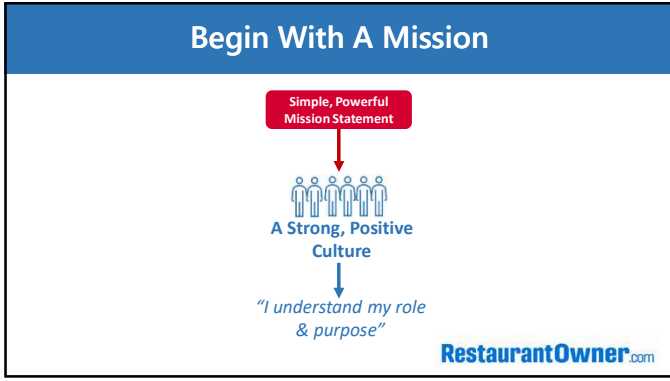 Begin With A Mission
Simple, Powerful
Mission Statement
A Strong, Positive
Culture
“I understand my role
& purpose”
RestaurantOwner.com